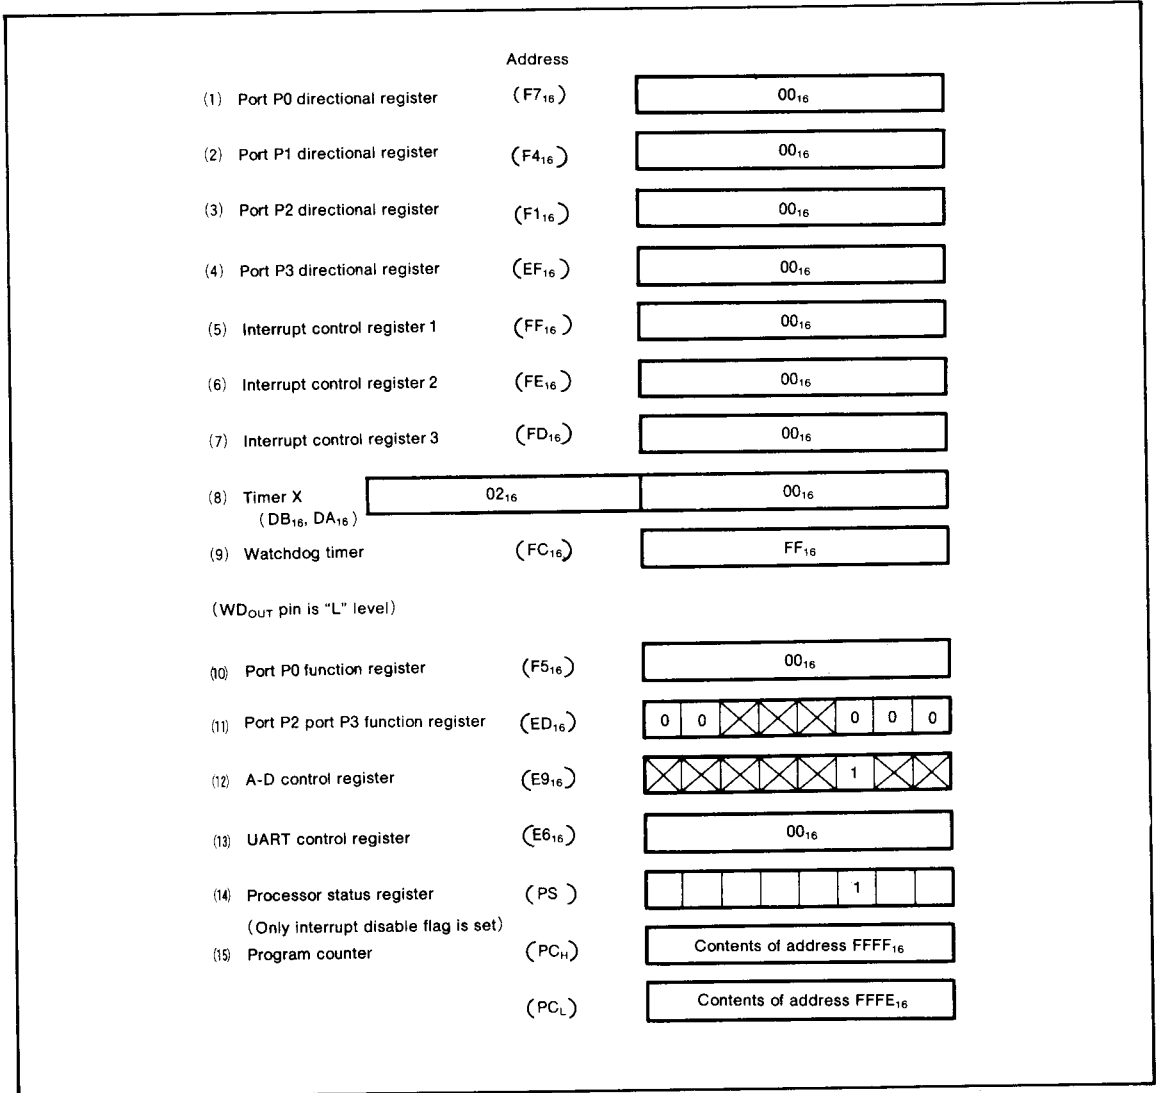 Address
(1) Port P0 directional register (F7₁₆) 00₁₆
(2) Port P1 directional register (F4₁₆) 00₁₆
(3) Port P2 directional register (F1₁₆) 00₁₆
(4) Port P3 directional register (EF₁₆) 00₁₆
(5) Interrupt control register 1 (FF₁₆) 00₁₆
(6) Interrupt control register 2 (FE₁₆) 00₁₆
(7) Interrupt control register 3 (FD₁₆) 00₁₆
(8) Timer X 02₁₆ 00₁₆
(DB₁₆, DA₁₆)
(9) Watchdog timer (FC₁₆) FF₁₆
(WD_OUT pin is "L" level)
(10) Port P0 function register (F5₁₆) 00₁₆
(11) Port P2 port P3 function register (ED₁₆) 0 0 0 0 0
(12) A-D control register (E9₁₆) 1
(13) UART control register (E6₁₆) 00₁₆
(14) Processor status register (PS ) 1
(Only interrupt disable flag is set)
(15) Program counter (PC_H) Contents of address FFFF₁₆
(PC_L) Contents of address FFFE₁₆